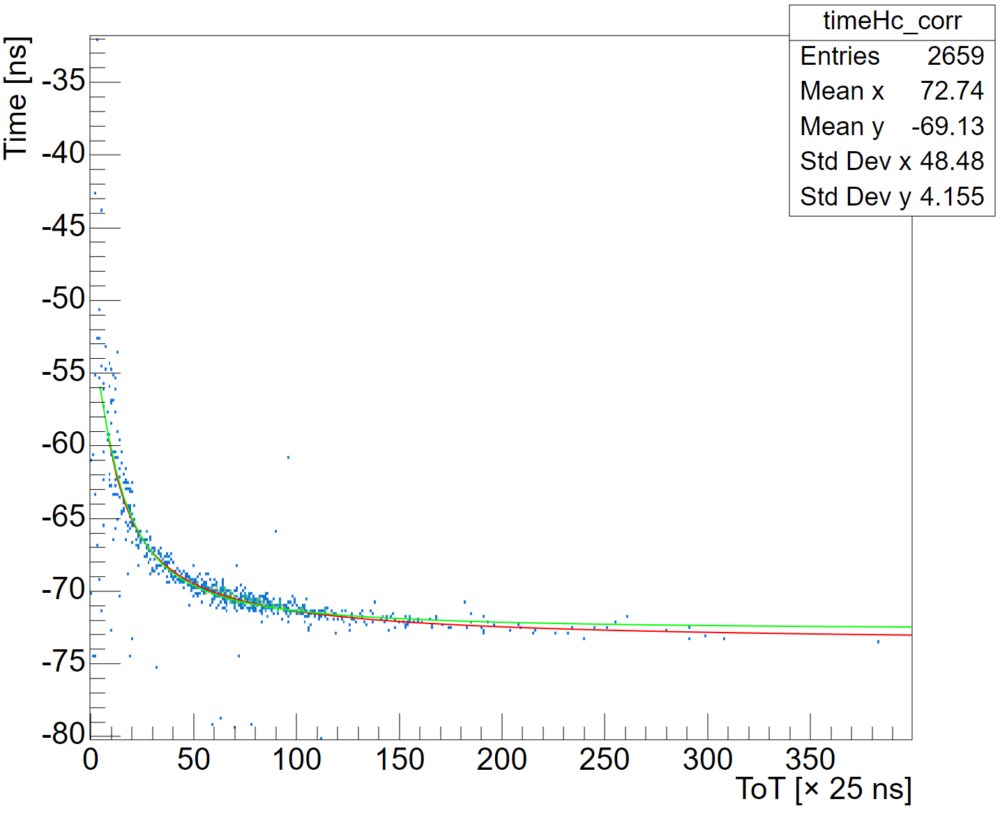 timeHc_corr
Entries 2659
Mean x 72.74
Mean y -69.13
Std Dev x 48.48
Std Dev y 4.155
Time [ns]
-35
-40
-45
-50
-55
-60
-65
-70
-75
-80
0 50 100 150 200 250 300 350
ToT [× 25 ns]